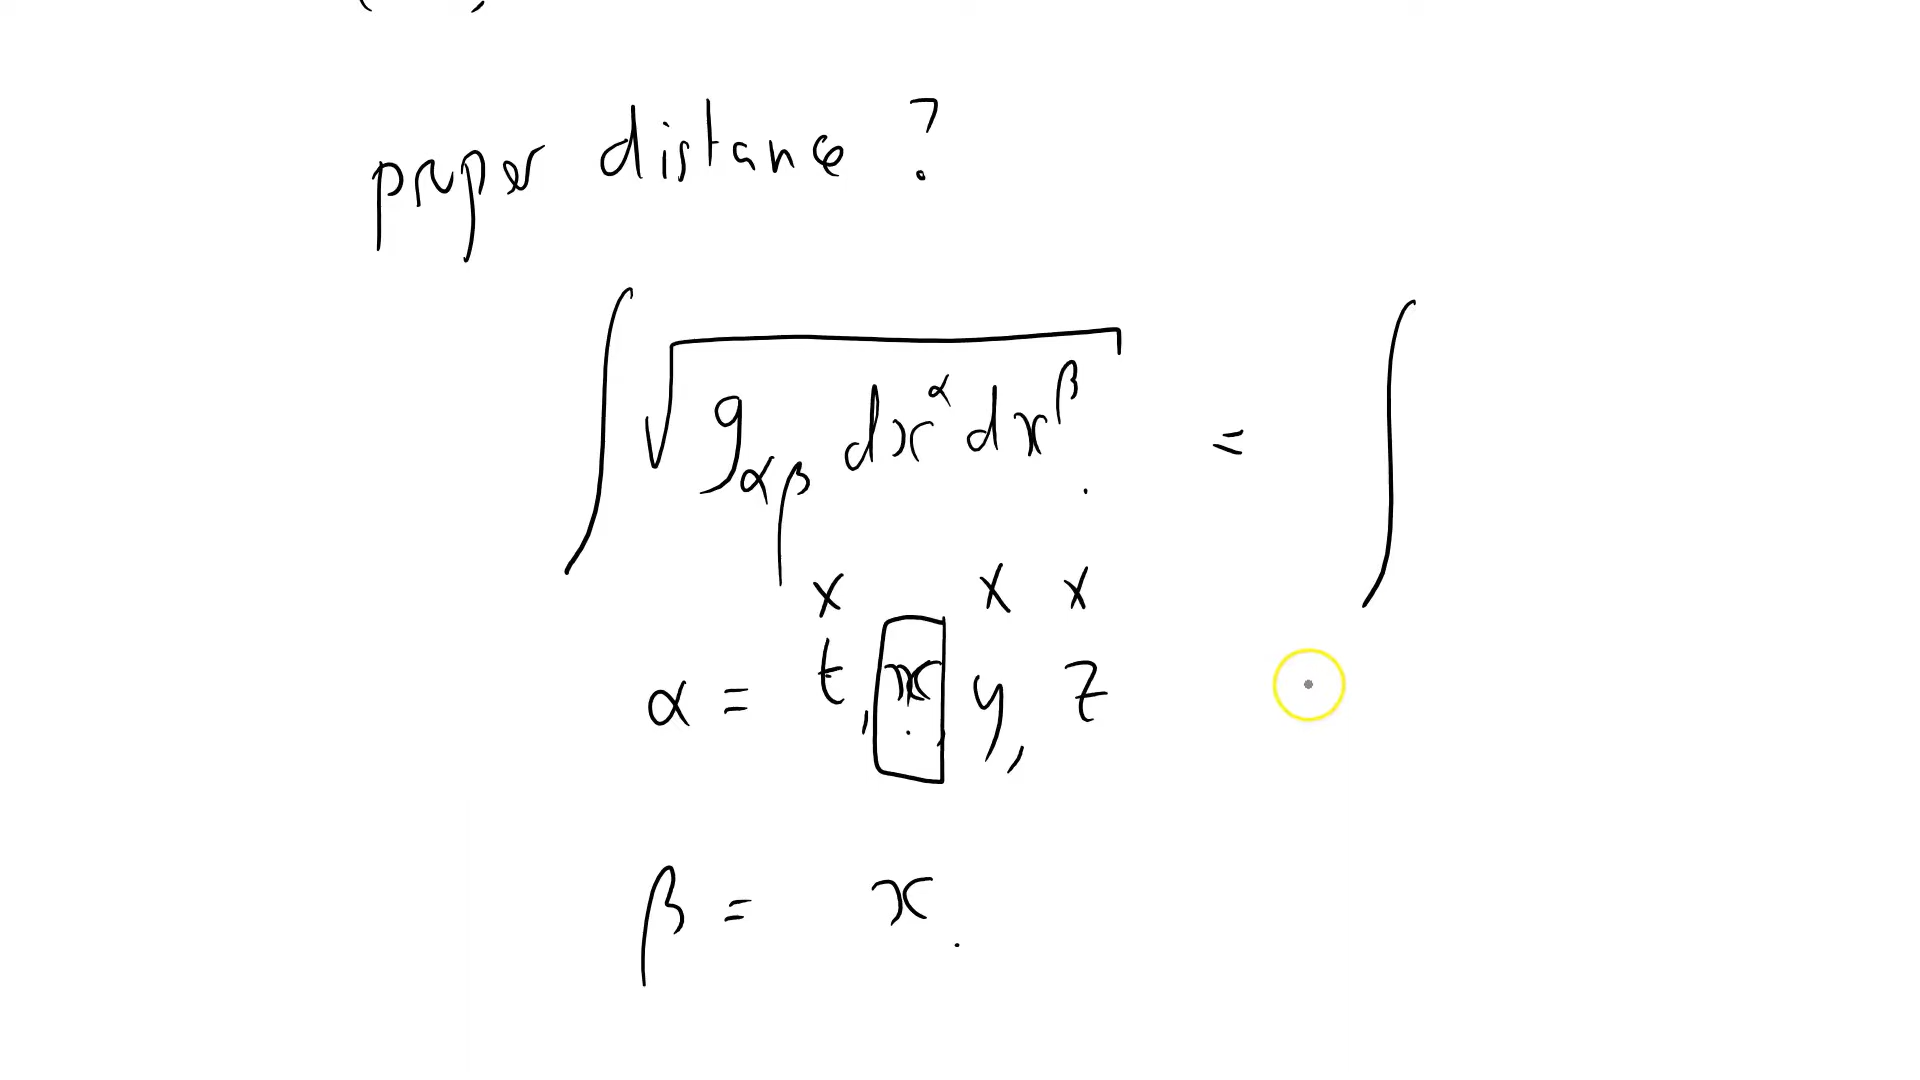 proper distance ?
∫ √(g_αβ dx^α dx^β) = ∫
x x x
α = t, x, y, z
β = x.